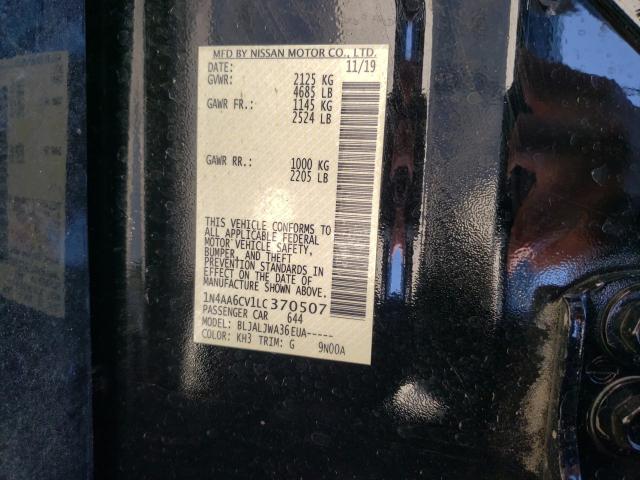 MFD BY NISSAN MOTOR CO., LTD.
DATE: 11/19
GVWR: 2125 KG
4685 LB
GAWR FR.: 1145 KG
2524 LB
GAWR RR.: 1000 KG
2205 LB
THIS VEHICLE CONFORMS TO
ALL APPLICABLE FEDERAL
MOTOR VEHICLE SAFETY,
BUMPER, AND THEFT
PREVENTION STANDARDS IN
EFFECT ON THE DATE OF
MANUFACTURE SHOWN ABOVE.
1N4AA6CV1LC370507
PASSENGER CAR 644
MODEL: BLJALJWA36EUA-----
COLOR: KH3 TRIM: G 9N00A